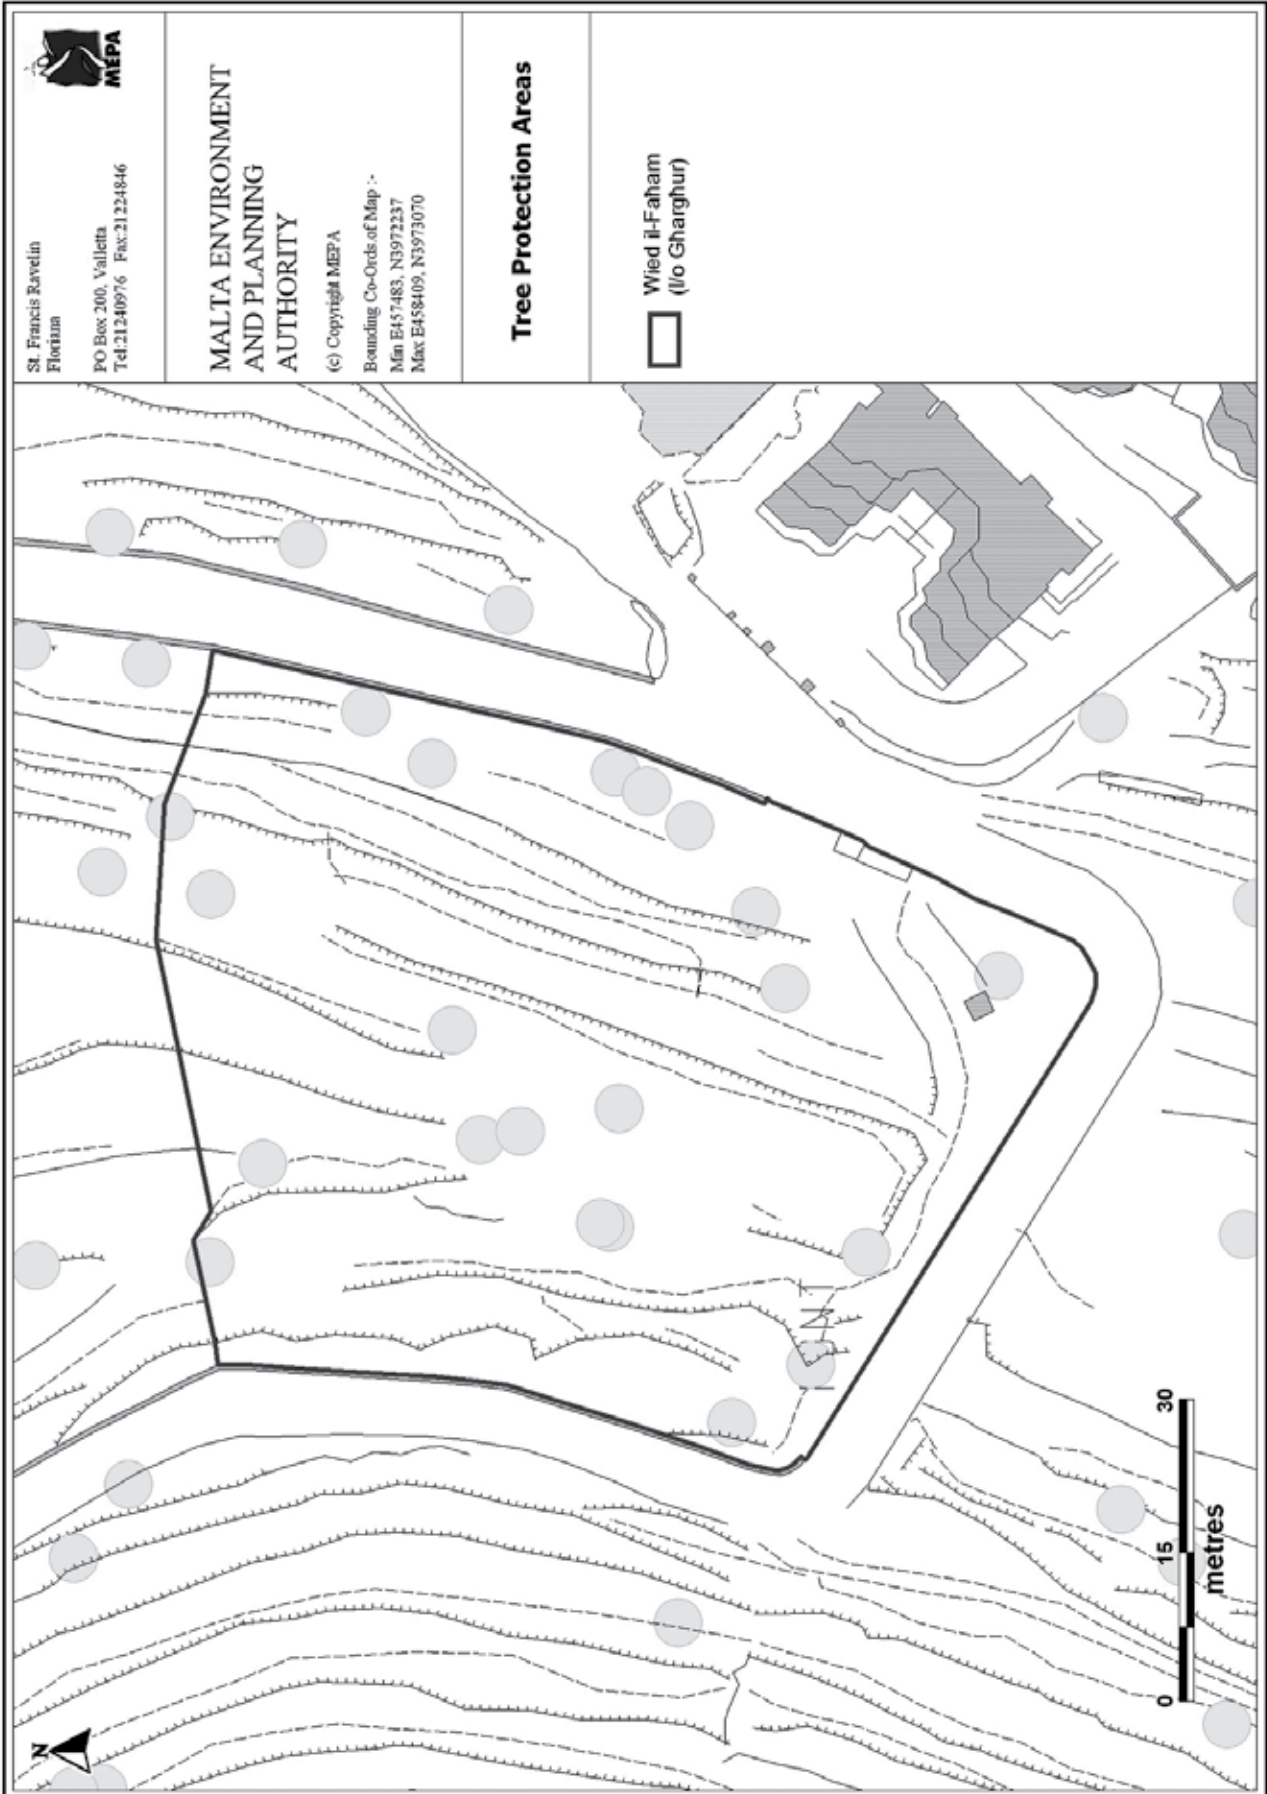 MEPA
St. Francis Ravelin
Floriana
PO Box 200, Valletta
Tel:21240976 Fax:21224846
MALTA ENVIRONMENT
AND PLANNING
AUTHORITY
(c) Copyright MEPA
Bounding Co-Ords of Map :-
Min E457483, N3972237
Max E458409, N3973070
Tree Protection Areas
Wied il-Faham
(l/o Gharghur)
N
0 15 30
metres